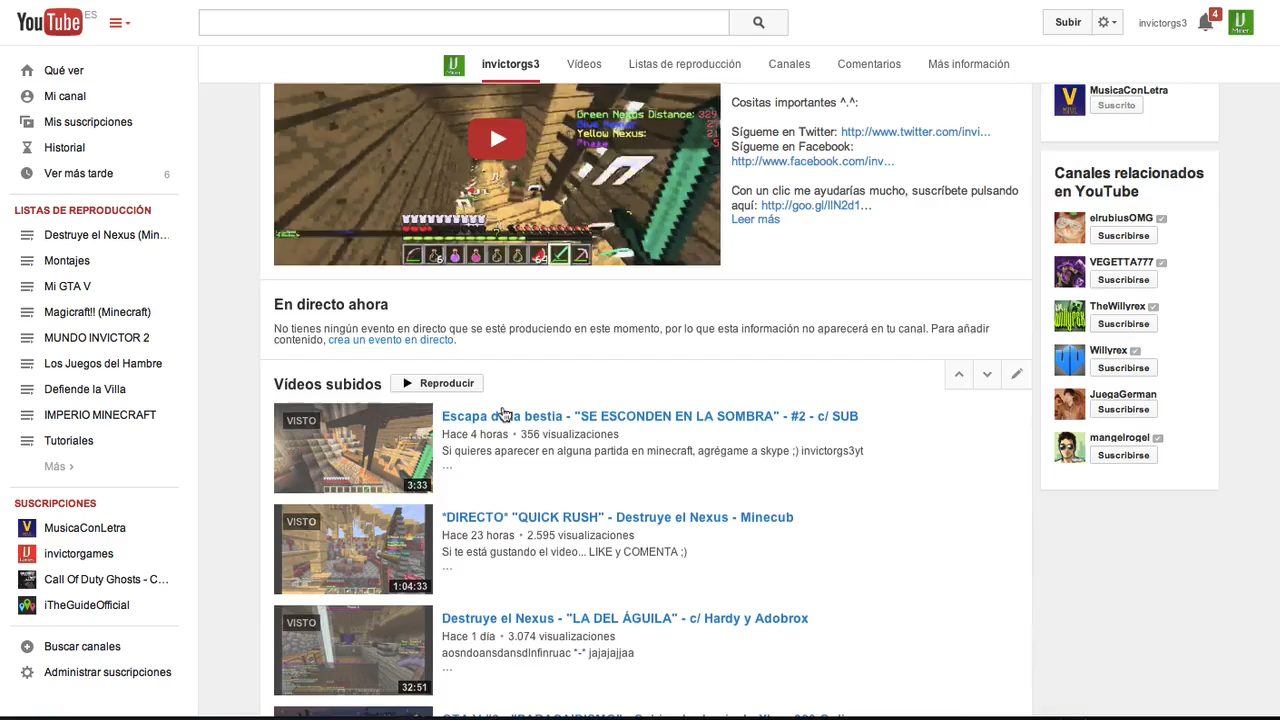 YouTube ES
Subir
invictorgs3
4
invictorgs3
Vídeos
Listas de reproducción
Canales
Comentarios
Más información
Qué ver
Mi canal
Mis suscripciones
Historial
Ver más tarde 6
LISTAS DE REPRODUCCIÓN
Destruye el Nexus (Min...
Montajes
Mi GTA V
Magicraft!! (Minecraft)
MUNDO INVICTOR 2
Los Juegos del Hambre
Defiende la Villa
IMPERIO MINECRAFT
Tutoriales
Más ›
SUSCRIPCIONES
MusicaConLetra
invictorgames
Call Of Duty Ghosts - C...
iTheGuideOfficial
Buscar canales
Administrar suscripciones
Green Nexus Distance: 329
Yellow Nexus:
Cositas importantes ^.^:
Sígueme en Twitter: http://www.twitter.com/invi...
Sígueme en Facebook:
http://www.facebook.com/inv...
Con un clic me ayudarías mucho, suscríbete pulsando
aquí: http://goo.gl/lIN2d1...
Leer más
En directo ahora
No tienes ningún evento en directo que se esté produciendo en este momento, por lo que esta información no aparecerá en tu canal. Para añadir
contenido, crea un evento en directo.
Vídeos subidos
Reproducir
VISTO
3:33
Escapa de la bestia - "SE ESCONDEN EN LA SOMBRA" - #2 - c/ SUB
Hace 4 horas · 356 visualizaciones
Si quieres aparecer en alguna partida en minecraft, agrégame a skype ;) invictorgs3yt
...
VISTO
1:04:33
*DIRECTO* "QUICK RUSH" - Destruye el Nexus - Minecub
Hace 23 horas · 2.595 visualizaciones
Si te está gustando el video... LIKE y COMENTA ;)
...
VISTO
32:51
Destruye el Nexus - "LA DEL ÁGUILA" - c/ Hardy y Adobrox
Hace 1 día · 3.074 visualizaciones
aosndoansdansdlnfinruac *-* jajajajjaa
...
MusicaConLetra
Suscrito
Canales relacionados
en YouTube
elrubiusOMG
Suscribirse
VEGETTA777
Suscribirse
TheWillyrex
Suscribirse
Willyrex
Suscribirse
JuegaGerman
Suscribirse
mangelrogel
Suscribirse